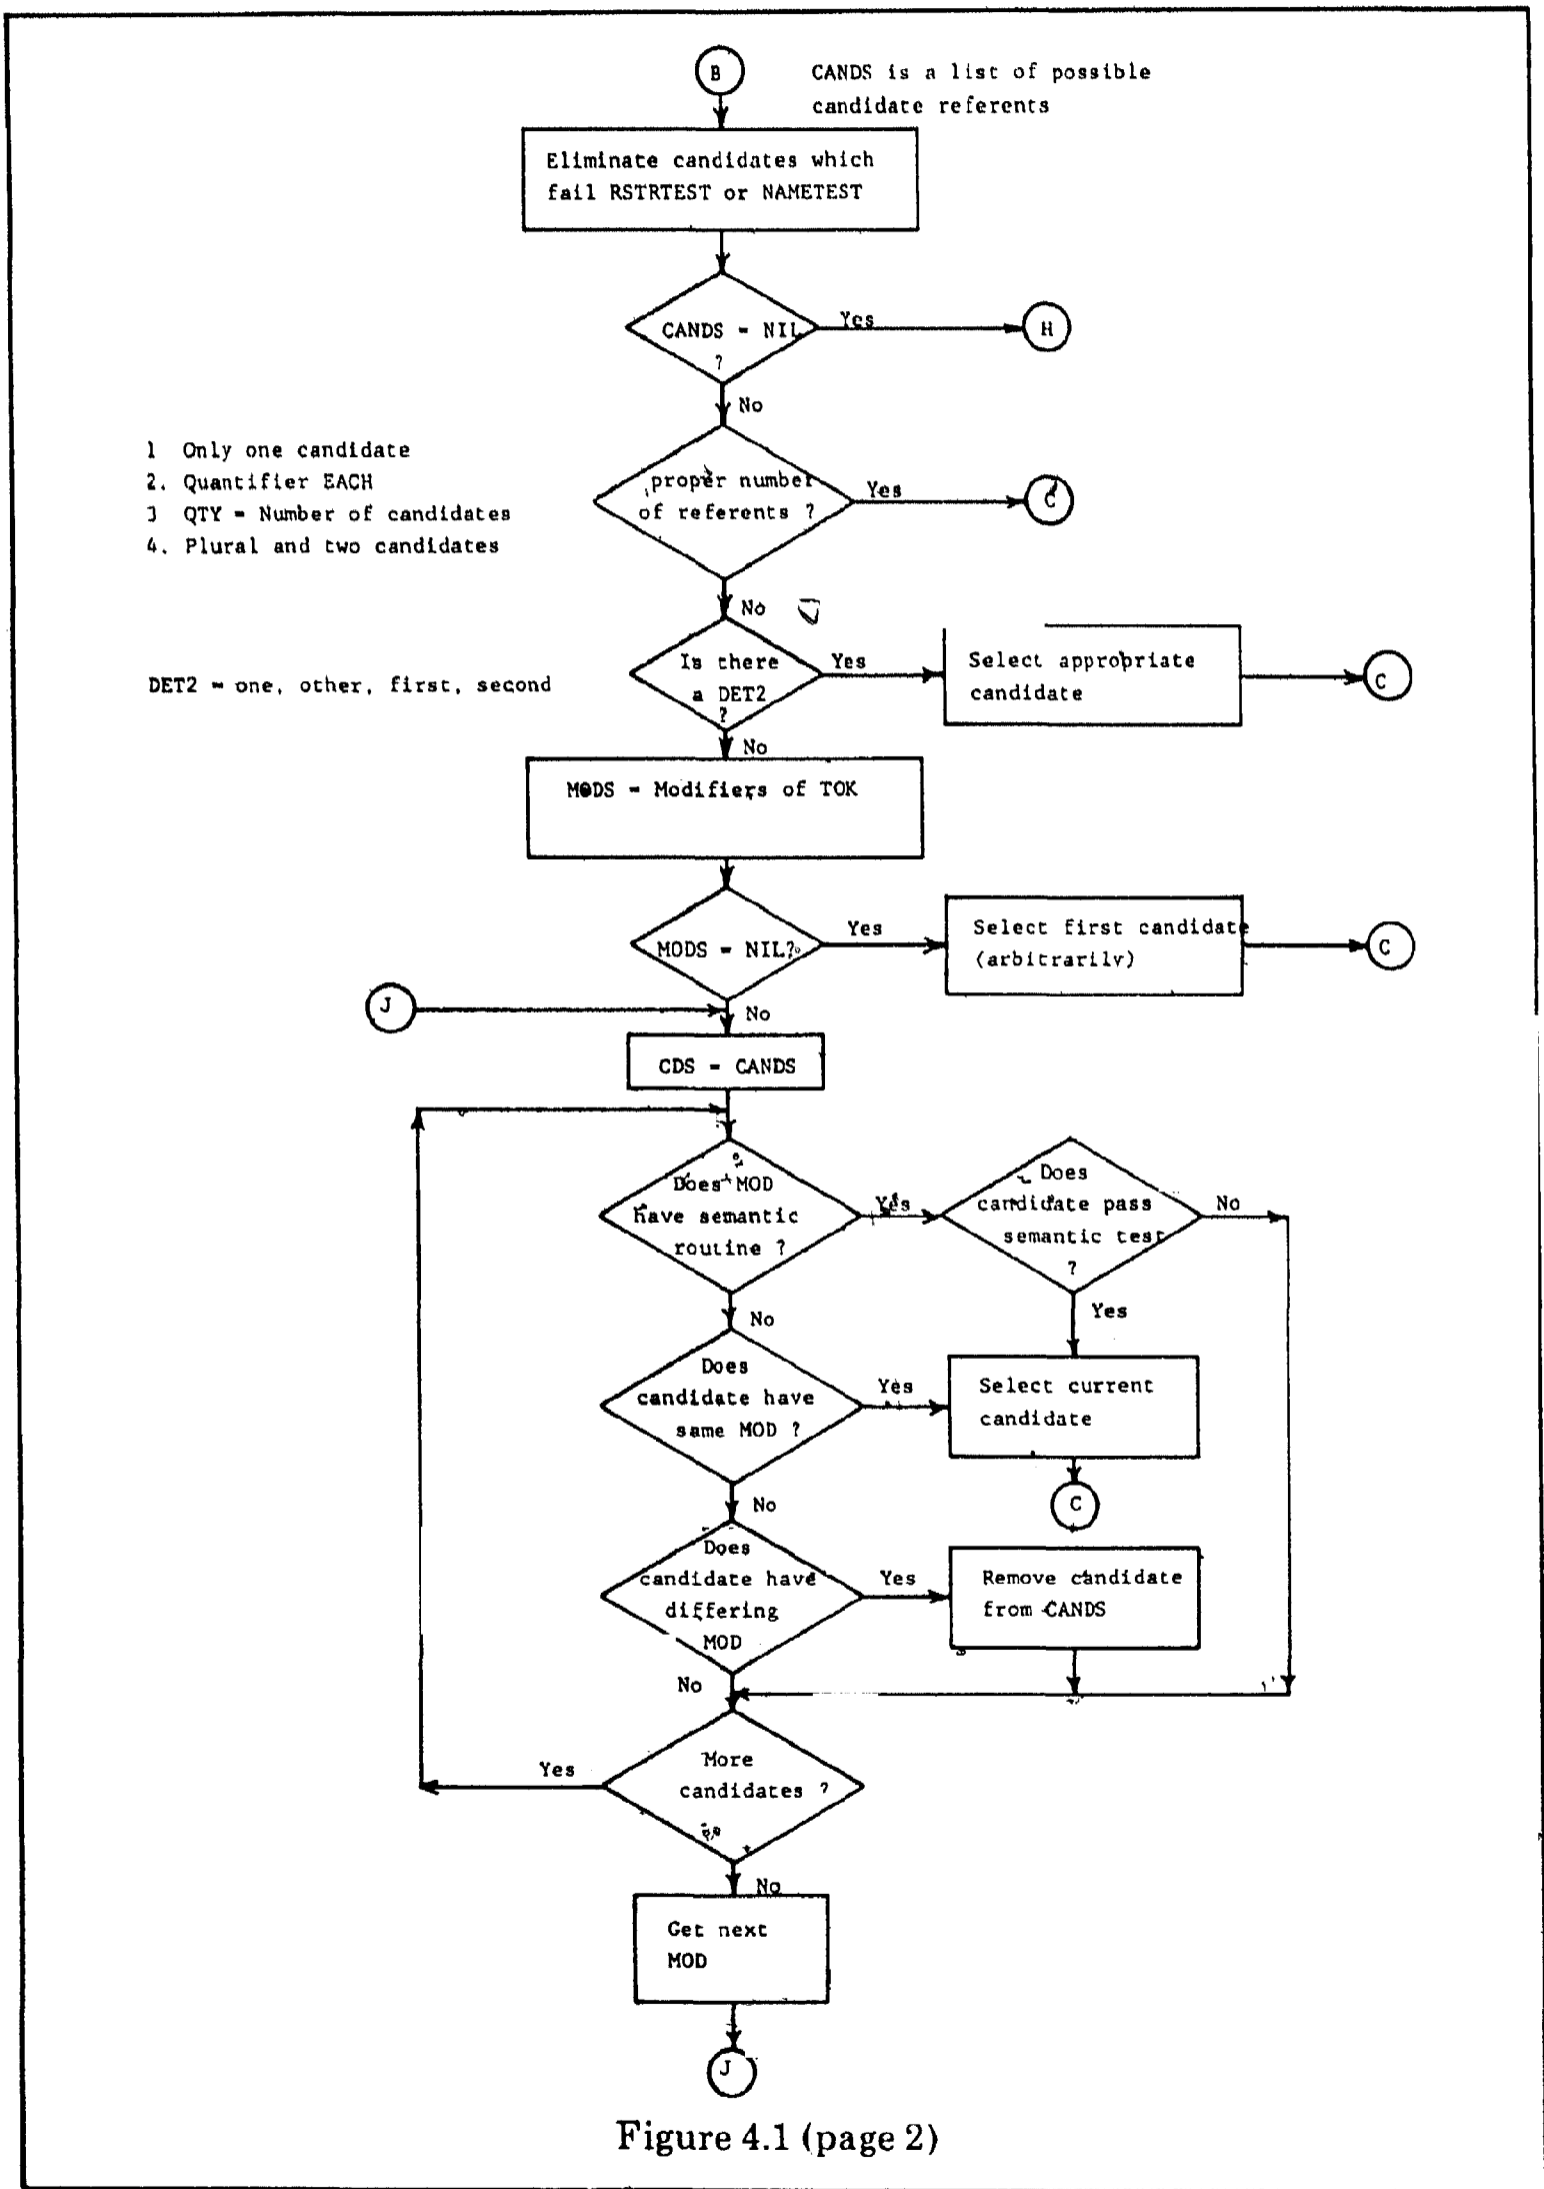 B
CANDS is a list of possible
candidate referents
Eliminate candidates which
fail RSTRTEST or NAMETEST
CANDS = NIL
?
Yes
H
No
1 Only one candidate
2. Quantifier EACH
3 QTY = Number of candidates
4. Plural and two candidates
proper number
of referents ?
Yes
C
No
DET2 = one, other, first, second
Is there
a DET2
?
Yes
Select appropriate
candidate
C
No
MODS = Modifiers of TOK
MODS = NIL?
Yes
Select first candidate
(arbitrarily)
C
J
No
CDS = CANDS
Does MOD
have semantic
routine ?
Yes
Does
candidate pass
semantic test
?
No
Yes
No
Does
candidate have
same MOD ?
Yes
Select current
candidate
C
No
Does
candidate have
differing
MOD
Yes
Remove candidate
from CANDS
No
More
candidates ?
Yes
No
Get next
MOD
J
Figure 4.1 (page 2)